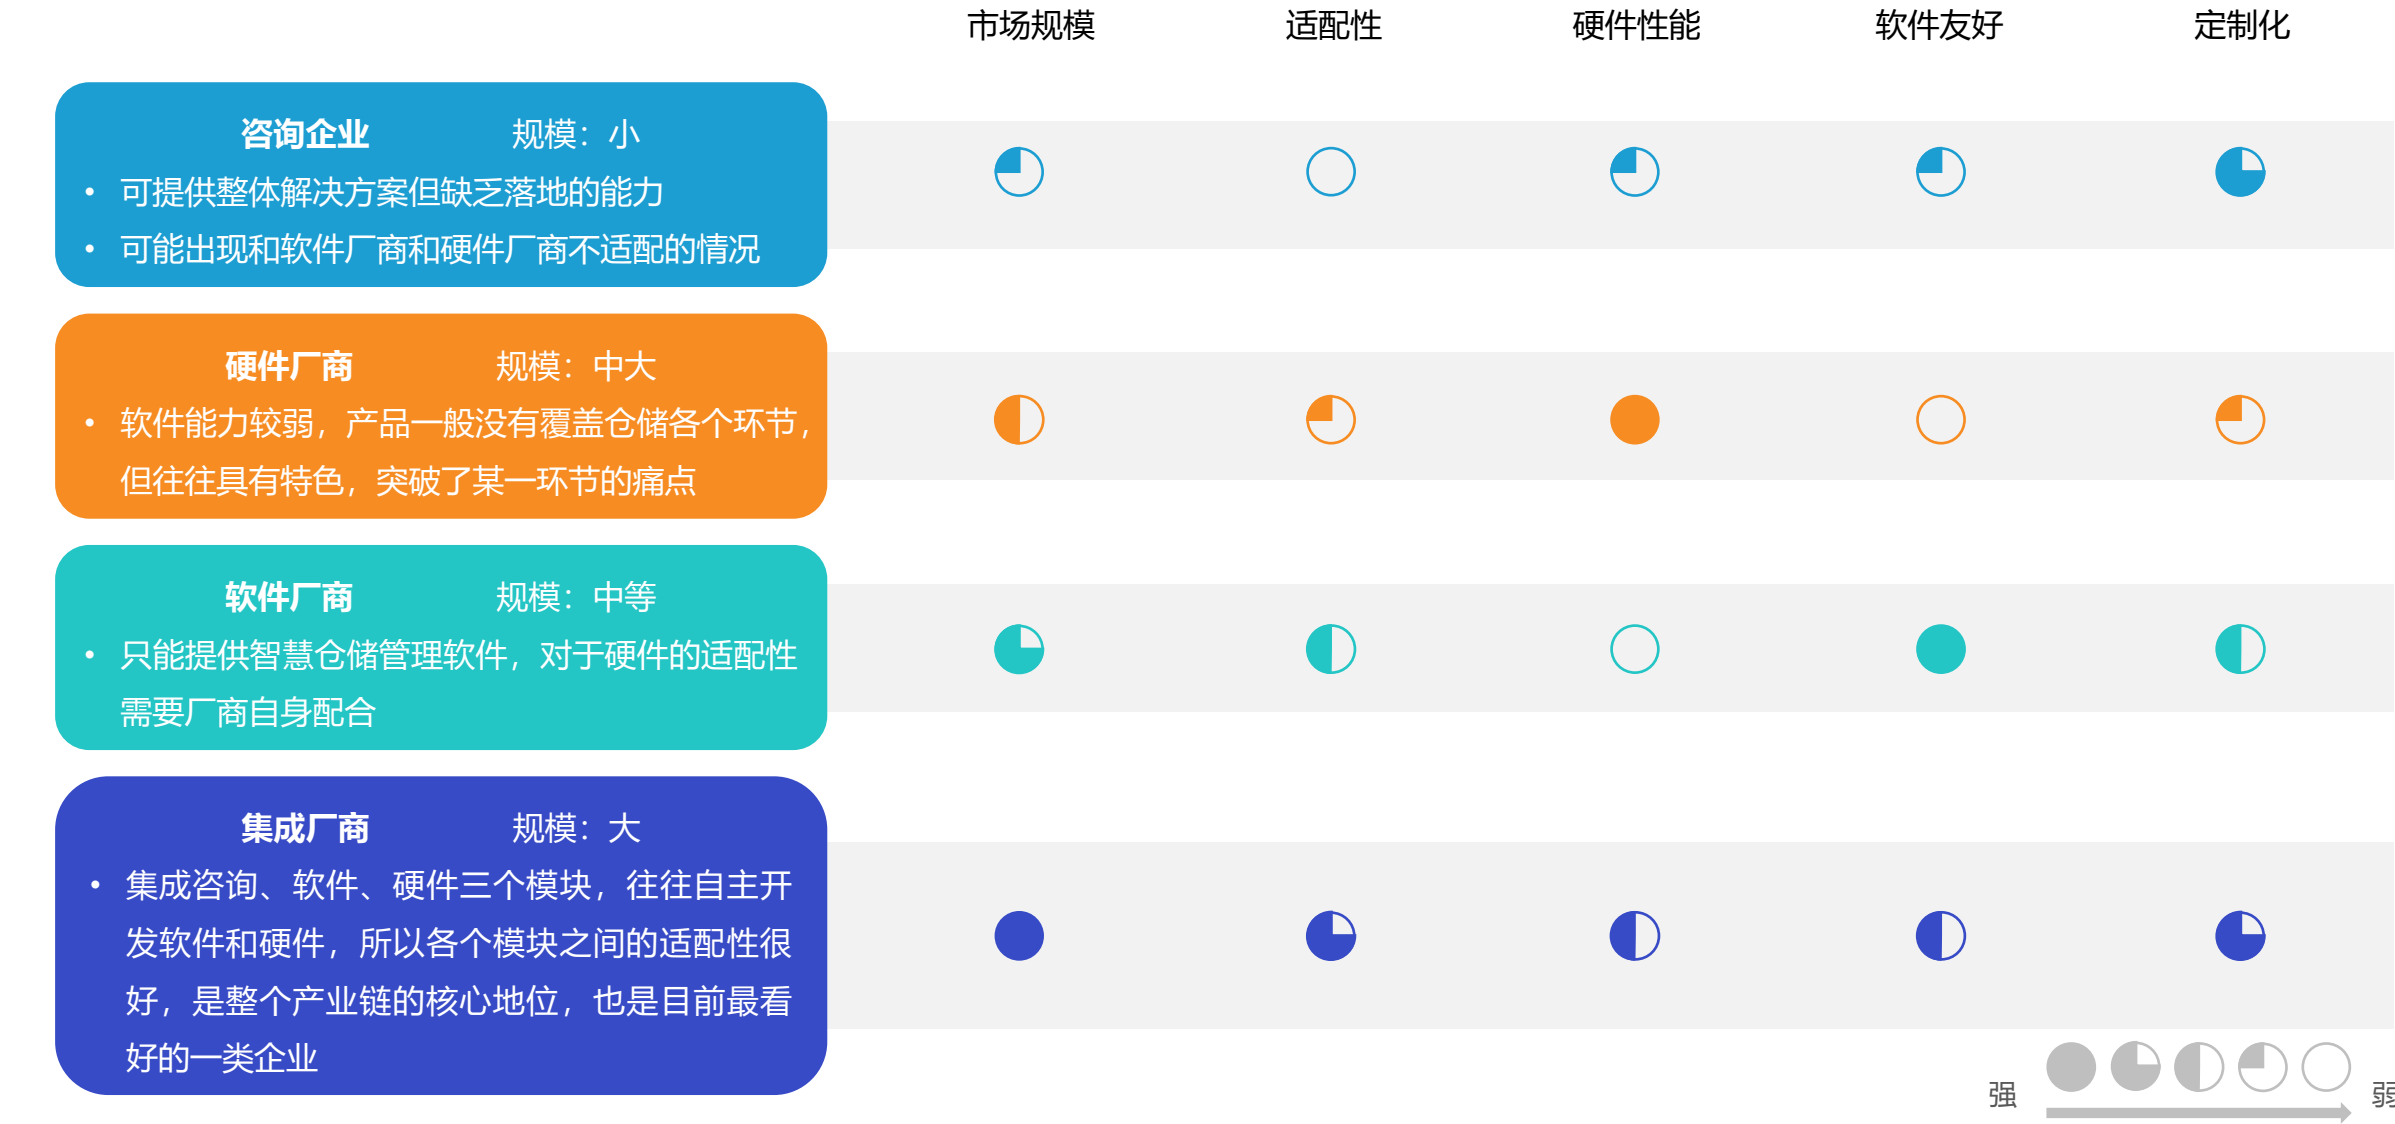 市场规模 适配性 硬件性能 软件友好 定制化
咨询企业 规模：小
• 可提供整体解决方案但缺乏落地的能力
• 可能出现和软件厂商和硬件厂商不适配的情况
硬件厂商 规模：中大
• 软件能力较弱，产品一般没有覆盖仓储各个环节，
但往往具有特色，突破了某一环节的痛点
软件厂商 规模：中等
• 只能提供智慧仓储管理软件，对于硬件的适配性
需要厂商自身配合
集成厂商 规模：大
• 集成咨询、软件、硬件三个模块，往往自主开
发软件和硬件，所以各个模块之间的适配性很
好，是整个产业链的核心地位，也是目前最看
好的一类企业
强 弱